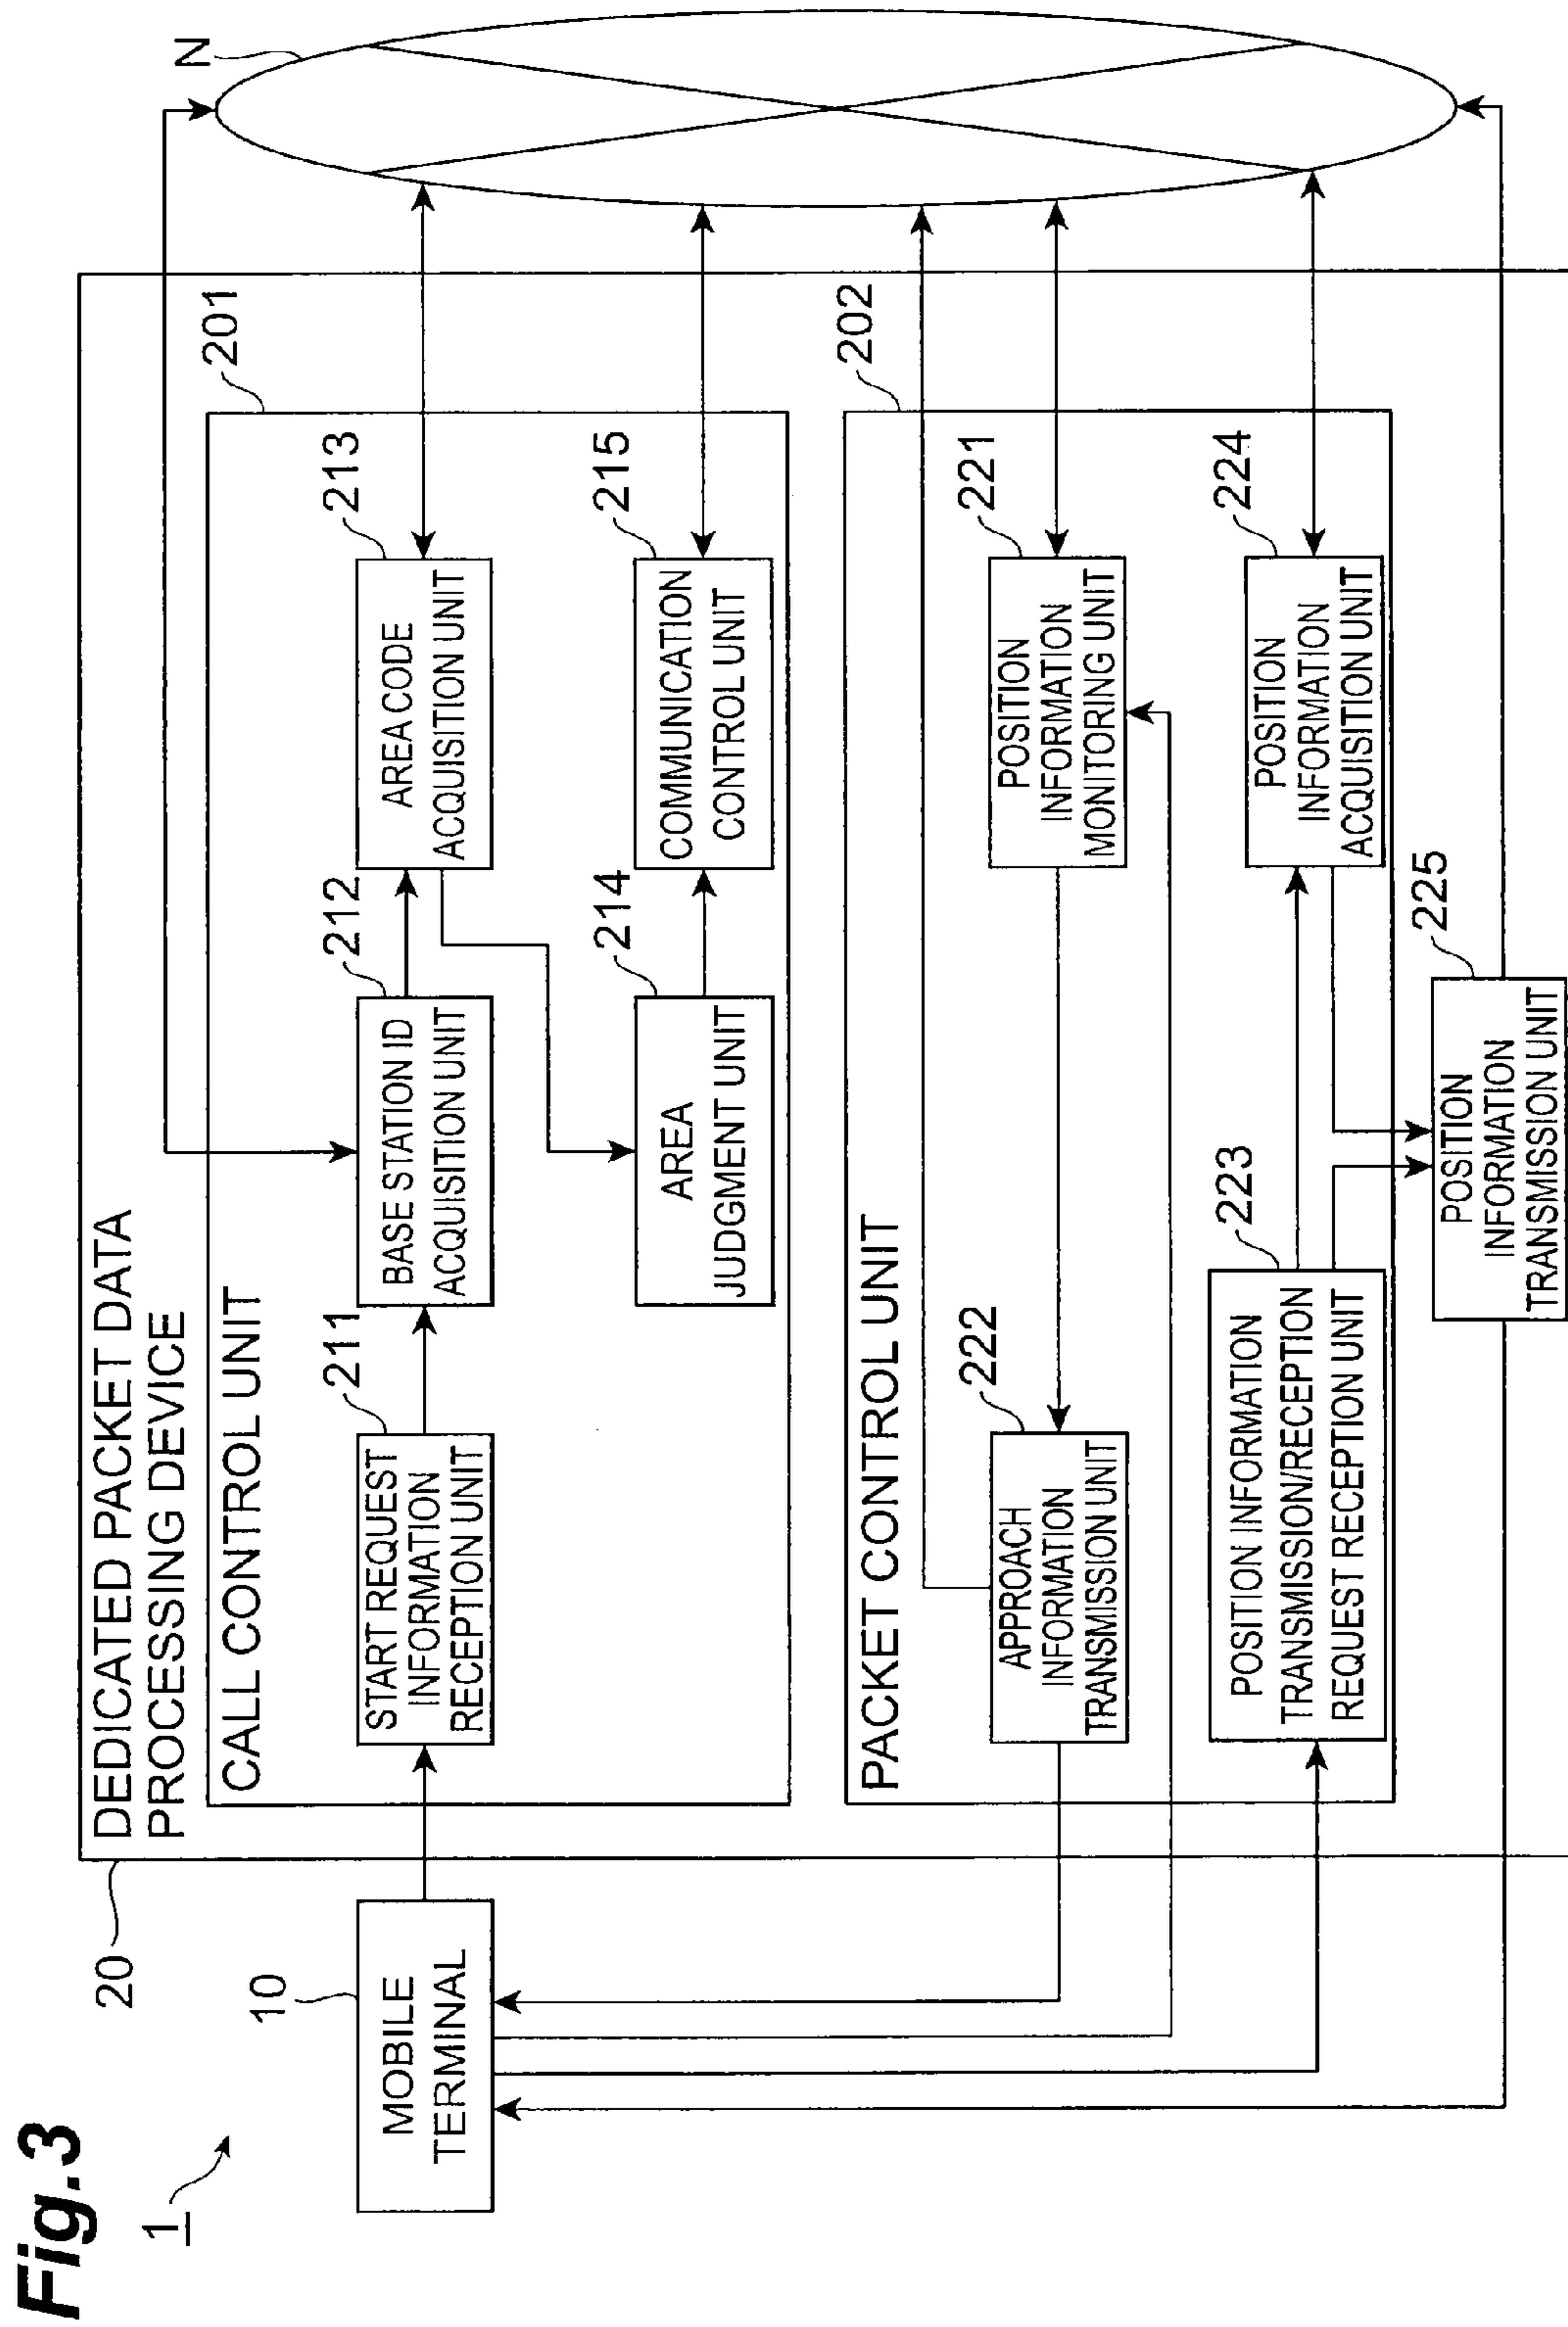 Fig.3
1
20
DEDICATED PACKET DATA
PROCESSING DEVICE
N
10
MOBILE
TERMINAL
CALL CONTROL UNIT
201
211
START REQUEST
INFORMATION
RECEPTION UNIT
212
BASE STATION ID
ACQUISITION UNIT
213
AREA CODE
ACQUISITION UNIT
214
AREA
JUDGMENT UNIT
215
COMMUNICATION
CONTROL UNIT
PACKET CONTROL UNIT
202
222
APPROACH
INFORMATION
TRANSMISSION UNIT
221
POSITION
INFORMATION
MONITORING UNIT
223
POSITION INFORMATION
TRANSMISSION/RECEPTION
REQUEST RECEPTION UNIT
224
POSITION
INFORMATION
ACQUISITION UNIT
225
POSITION
INFORMATION
TRANSMISSION UNIT